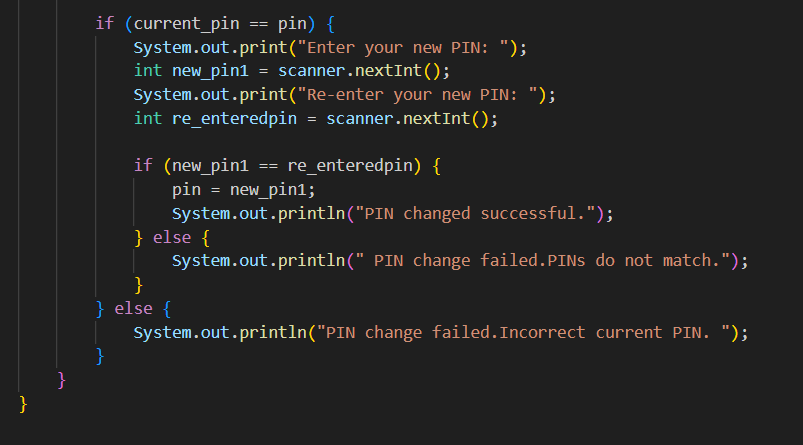 if (current_pin == pin) {
System.out.print("Enter your new PIN: ");
int new_pin1 = scanner.nextInt();
System.out.print("Re-enter your new PIN: ");
int re_enteredpin = scanner.nextInt();
if (new_pin1 == re_enteredpin) {
pin = new_pin1;
System.out.println("PIN changed successful.");
} else {
System.out.println(" PIN change failed.PINs do not match.");
}
} else {
System.out.println("PIN change failed.Incorrect current PIN. ");
}
}
}